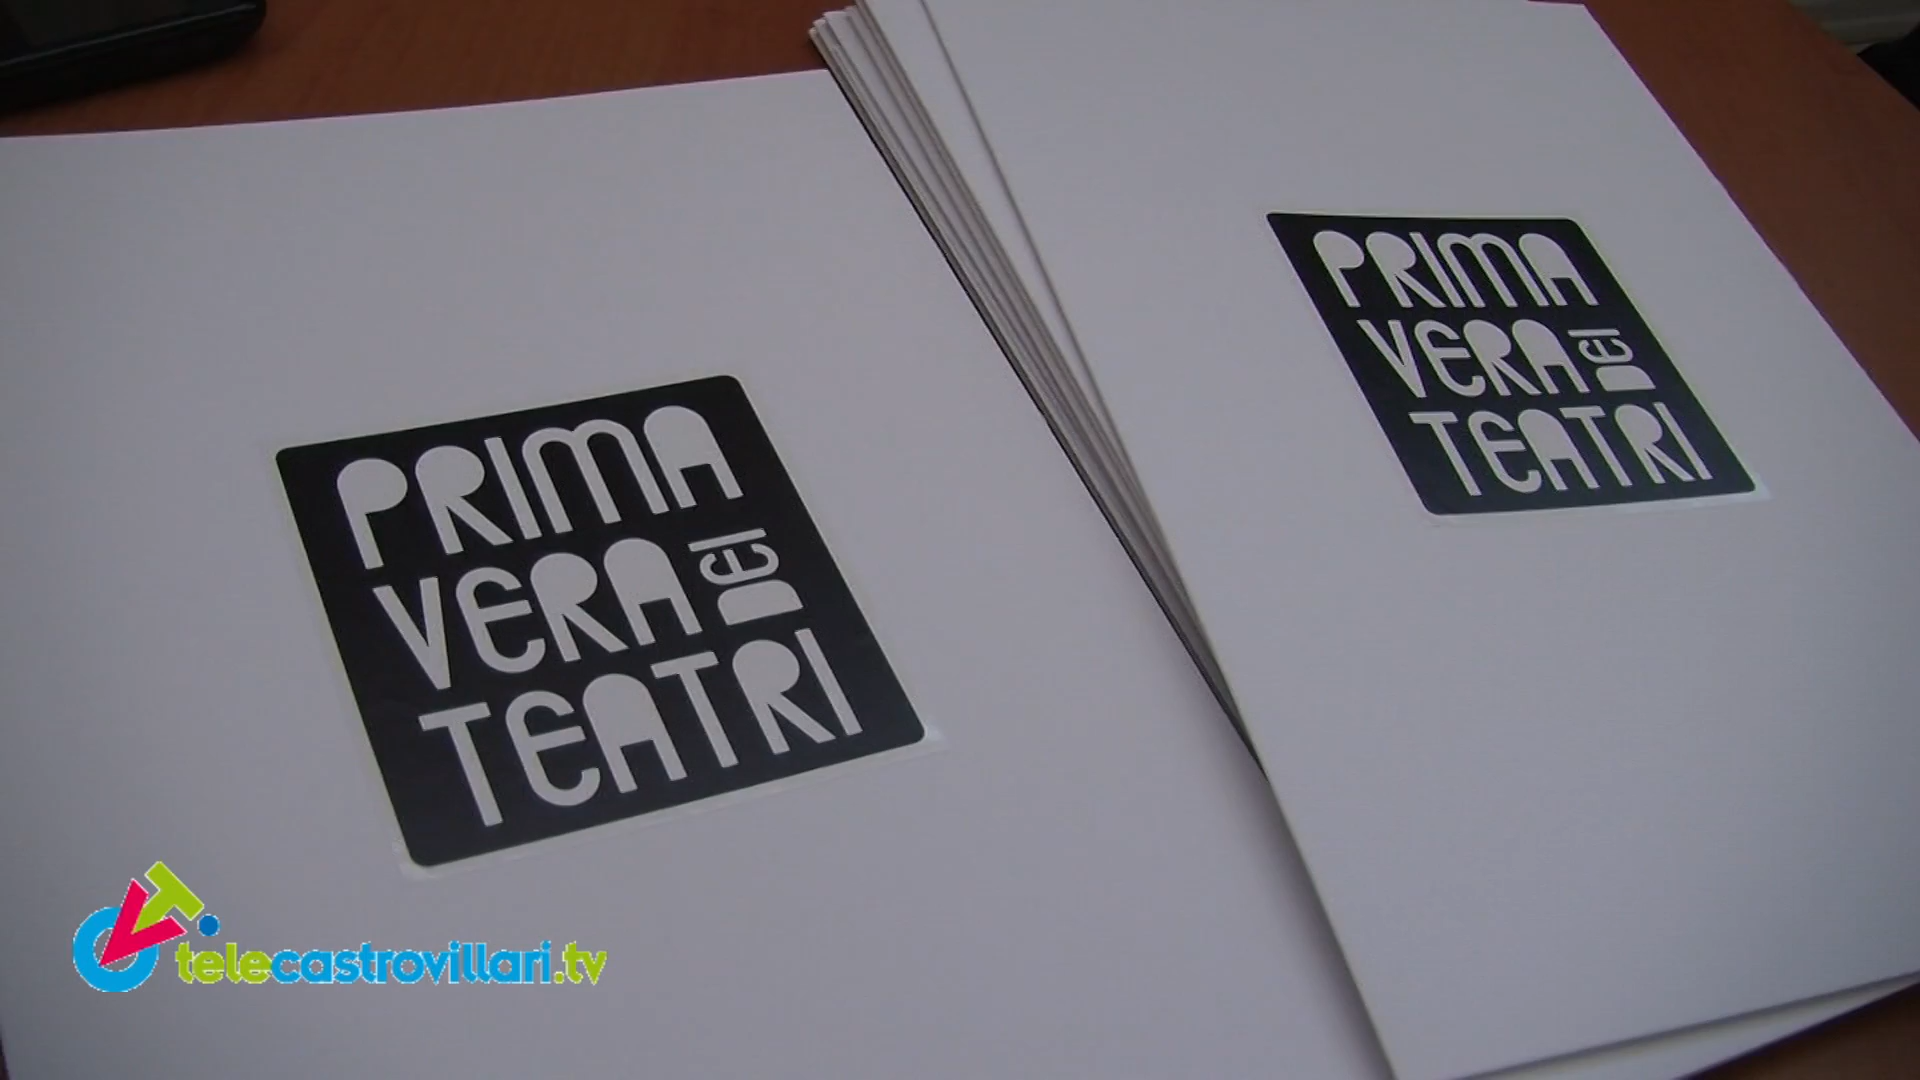 PRIMA
VERA DEI
TEATRI
PRIMA
VERA DEI
TEATRI
telecastrovillari.tv